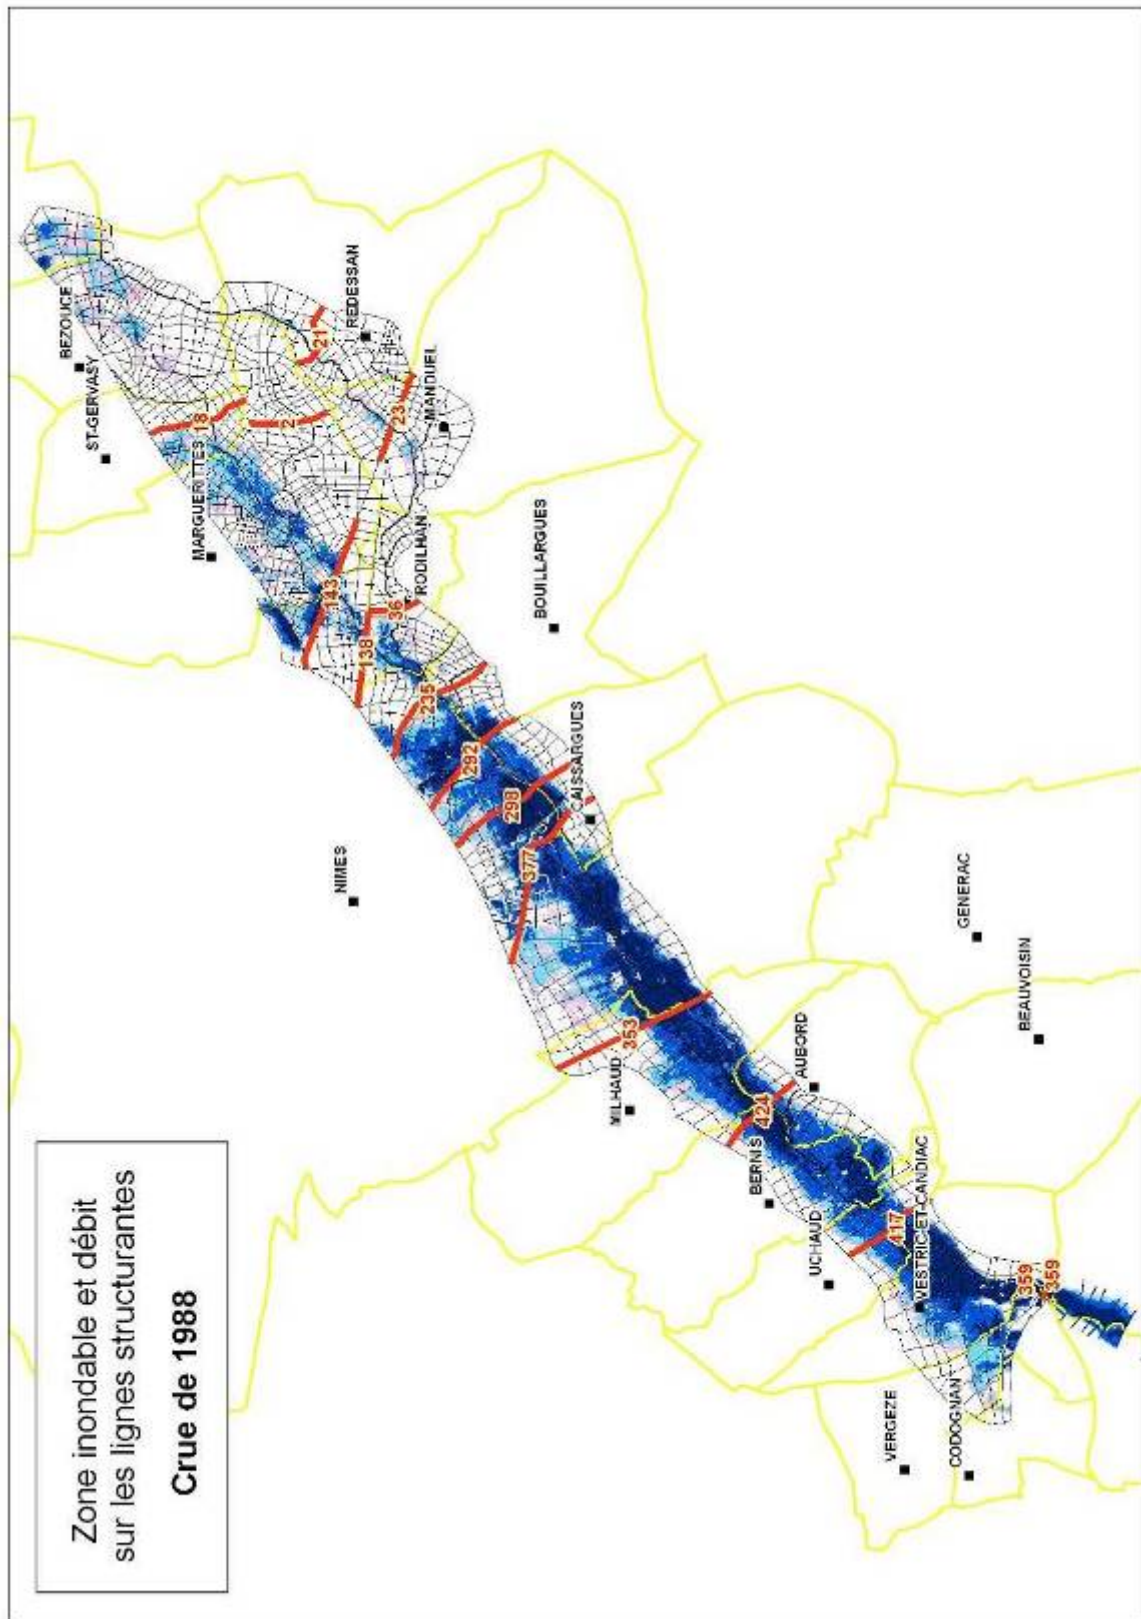 Zone inondable et débit
sur les lignes structurantes
Crue de 1988
BEZOUCE
ST-GERVASY
MARGUERITTES
18
2
21
REDESSAN
23
MANDUEL
143
RODILHAN
36
138
BOUILLARGUES
235
292
298
CAISSARGUES
377
NIMES
GENERAC
BEAUVOISIN
353
MILHAUD
AUBORD
424
BERNIS
UCHAUD
417
VESTRIC-ET-CANDIAC
359
359
VERGEZE
CODOGNAN